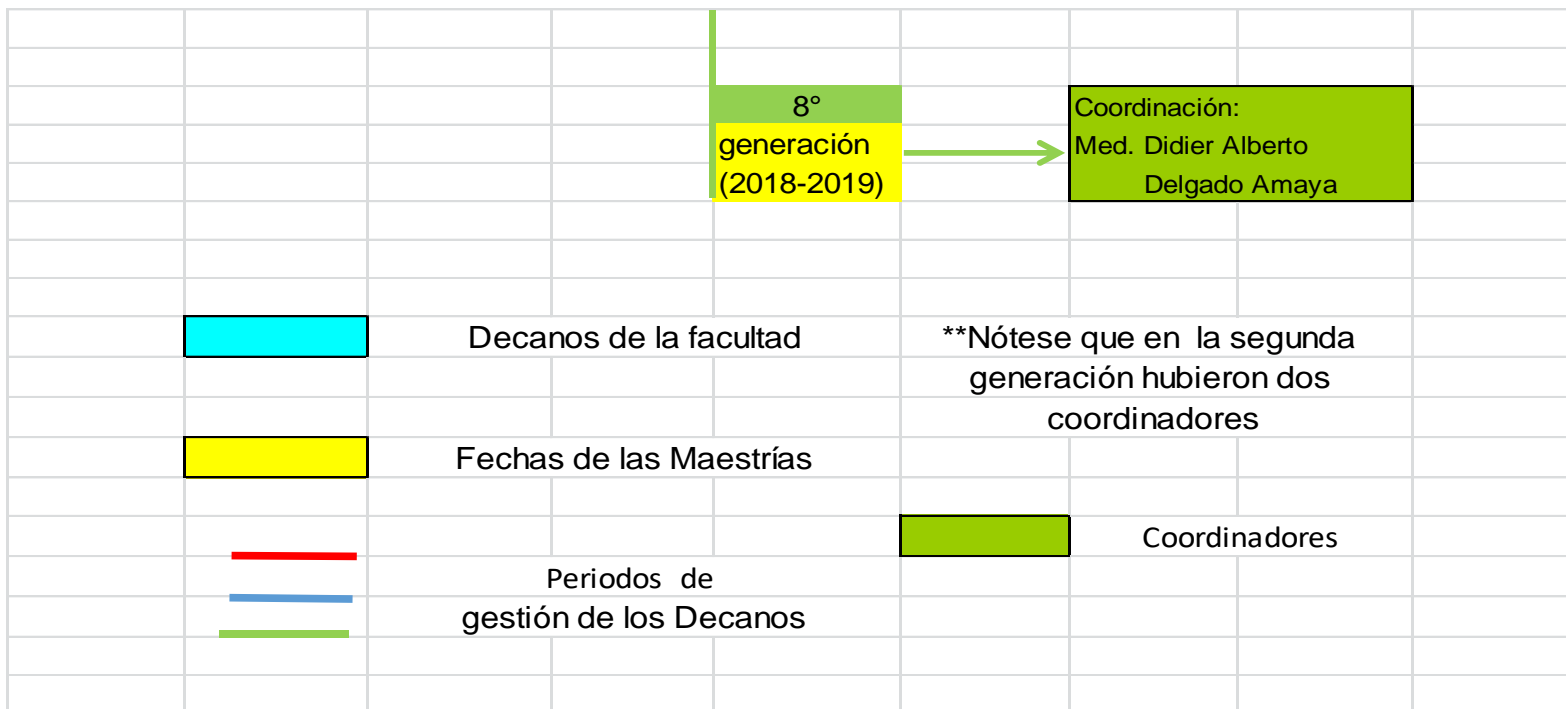 8°
generación
(2018-2019)
Coordinación:
Med. Didier Alberto
Delgado Amaya
Decanos de la facultad
**Nótese que en la segunda
generación hubieron dos
coordinadores
Fechas de las Maestrías
Coordinadores
Periodos de
gestión de los Decanos